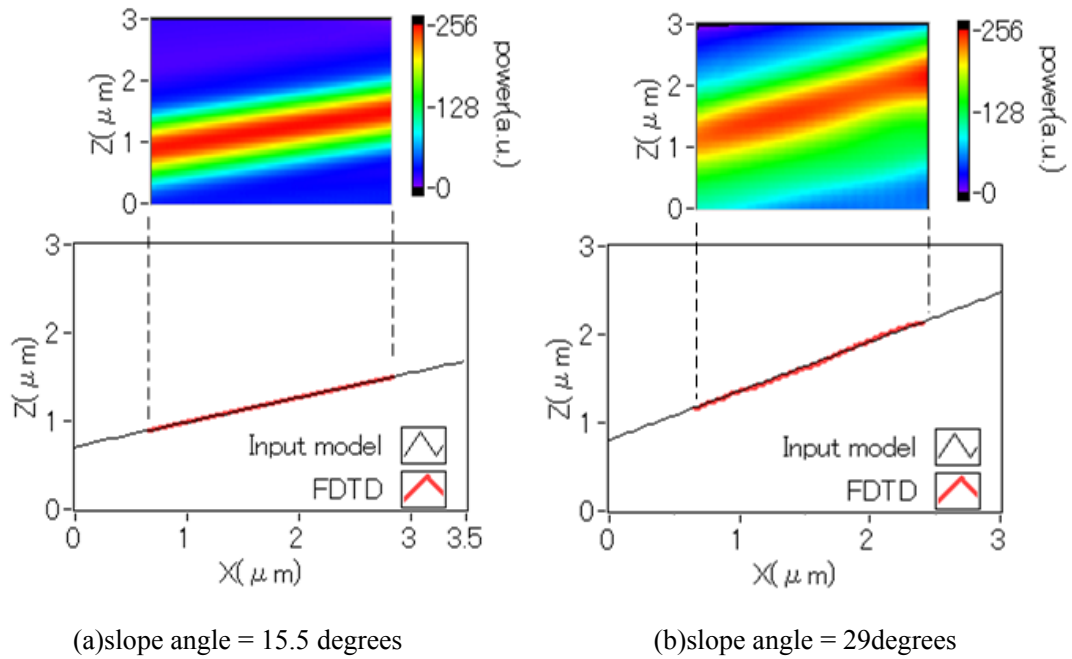 3
2
1
0
Z(μm)
-256
-128
-0
power(a.u.)
3
2
1
0
Z(μm)
-256
-128
-0
power(a.u.)
3
2
1
0
Z(μm)
Input model
FDTD
0
1
2
3
3.5
X(μm)
3
2
1
0
Z(μm)
Input model
FDTD
0
1
2
3
X(μm)
(a)slope angle = 15.5 degrees
(b)slope angle = 29degrees